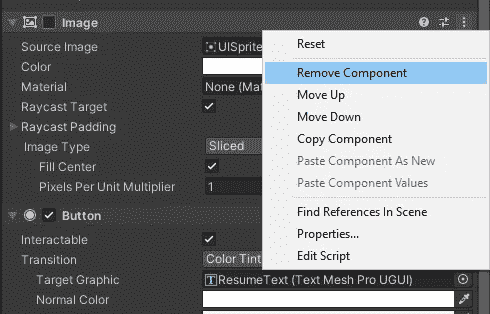 Image
Source Image
UISprite
Color
Material
None (Mat
Raycast Target
Raycast Padding
Image Type
Sliced
Fill Center
Pixels Per Unit Multiplier
1
Button
Interactable
Transition
Color Tint
Target Graphic
ResumeText (Text Mesh Pro UGUI)
Normal Color
Reset
Remove Component
Move Up
Move Down
Copy Component
Paste Component As New
Paste Component Values
Find References In Scene
Properties...
Edit Script